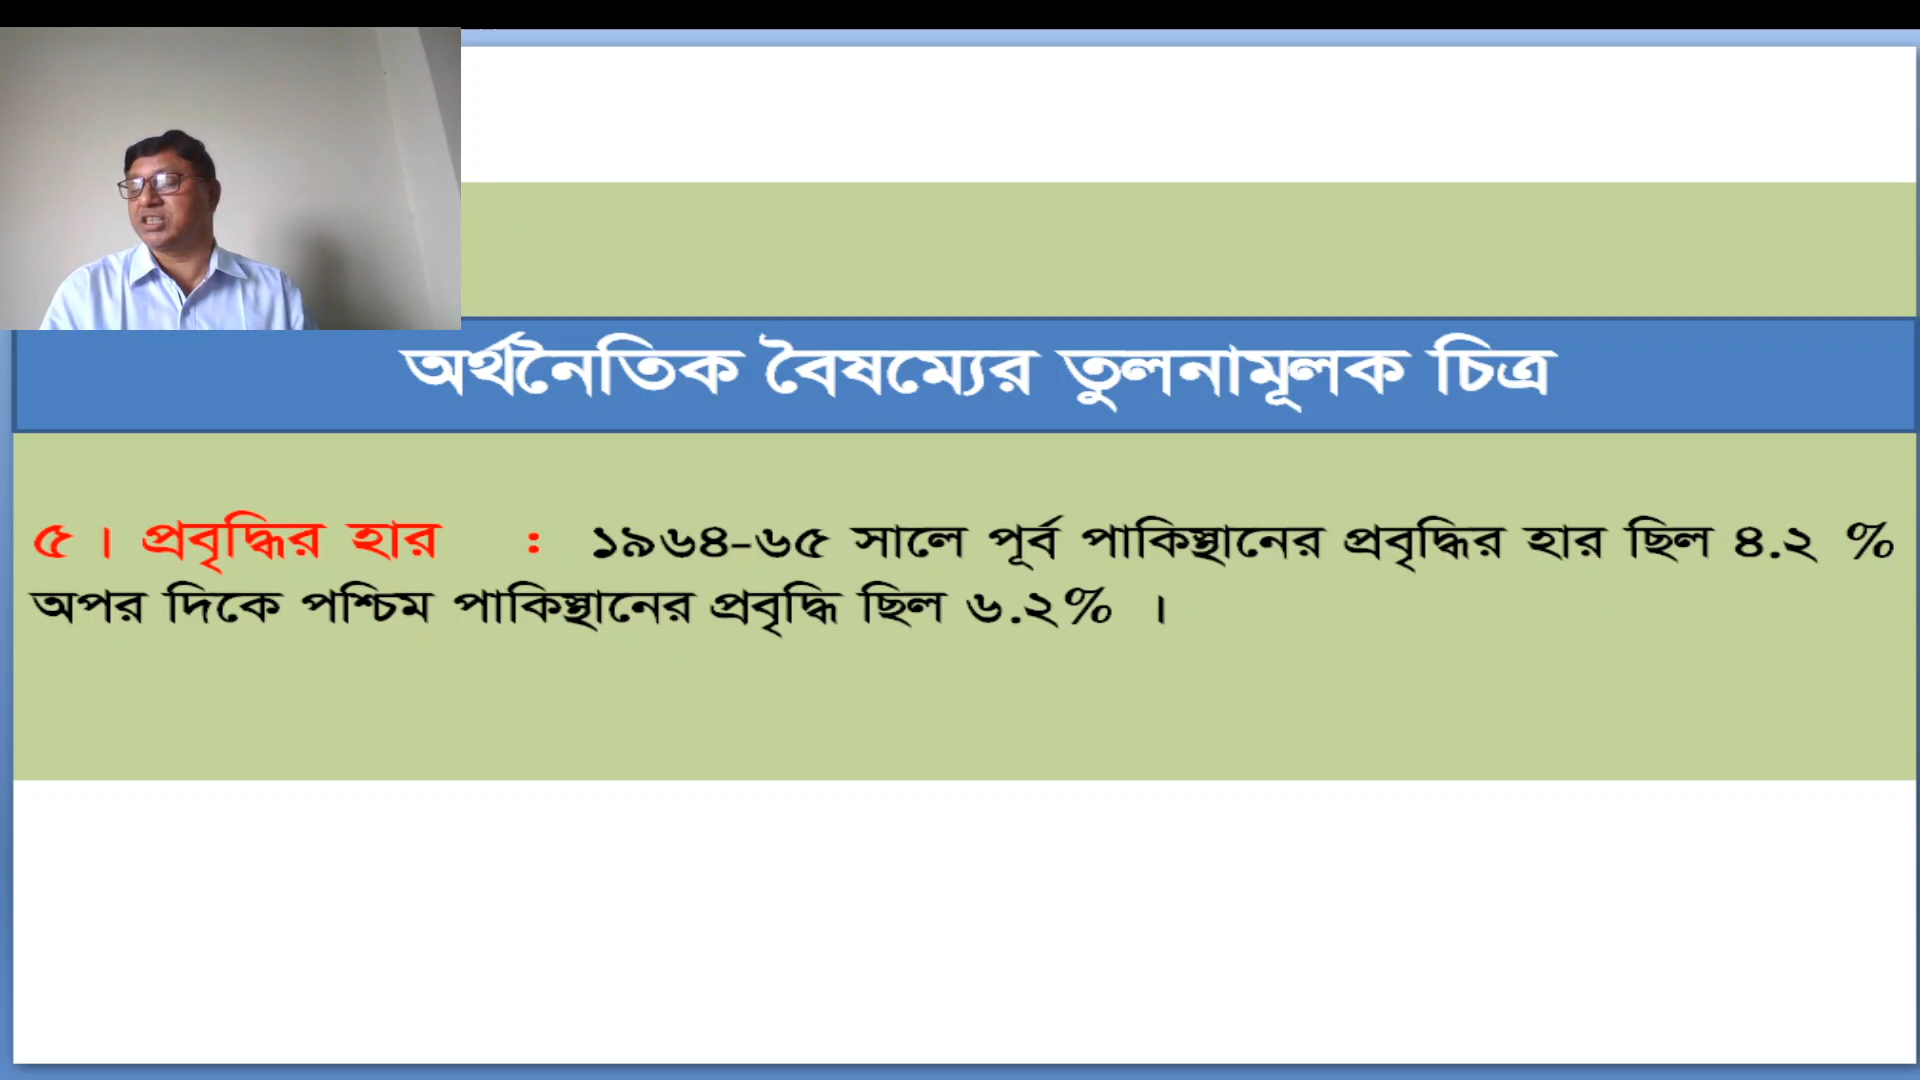 অর্থনৈতিক বৈষম্যের তুলনামূলক চিত্র
৫ । প্রবৃদ্ধির হার : ১৯৬৪-৬৫ সালে পূর্ব পাকিস্থানের প্রবৃদ্ধির হার ছিল ৪.২ %
অপর দিকে পশ্চিম পাকিস্থানের প্রবৃদ্ধি ছিল ৬.২% ।